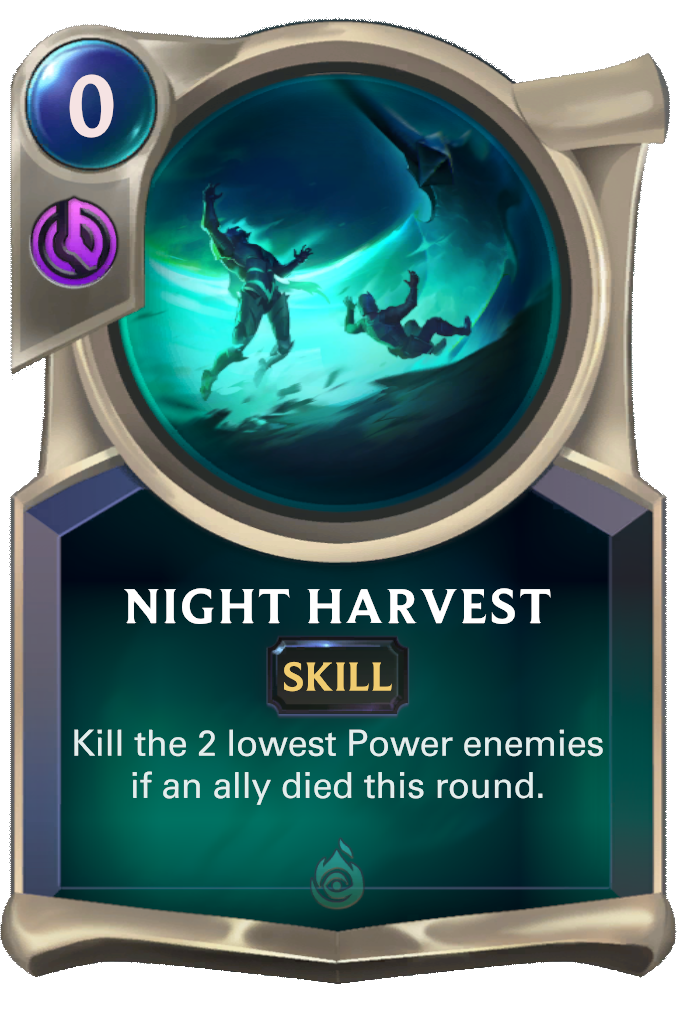 0
NIGHT HARVEST
SKILL
Kill the 2 lowest Power enemies
if an ally died this round.